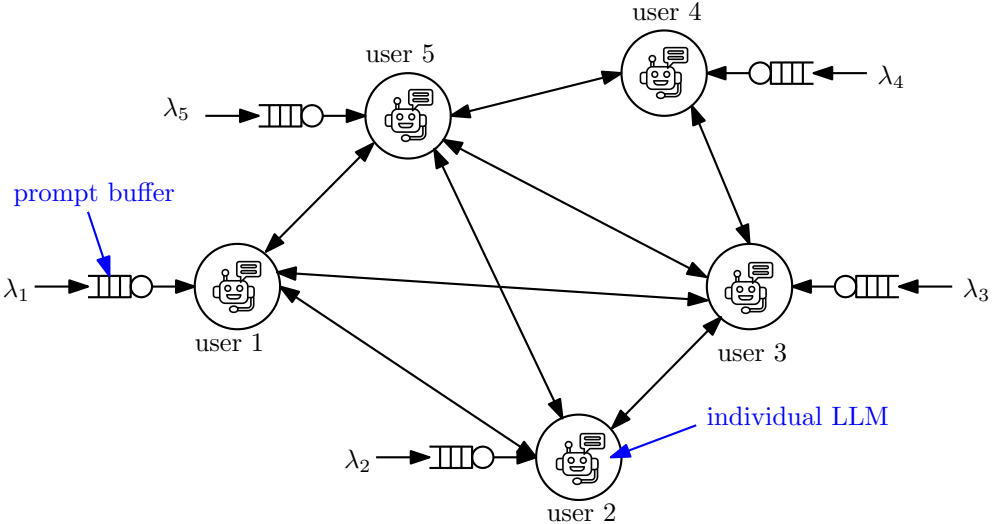 user 4
user 5
λ4
λ5
prompt buffer
λ1
λ3
user 1
user 3
individual LLM
λ2
user 2